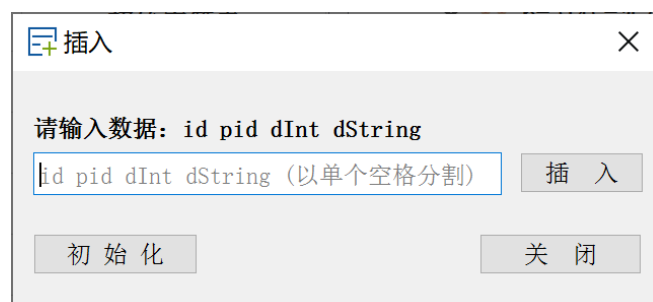 插入
请输入数据：id pid dInt dString
id pid dInt dString (以单个空格分割)
插 入
初 始 化
关 闭